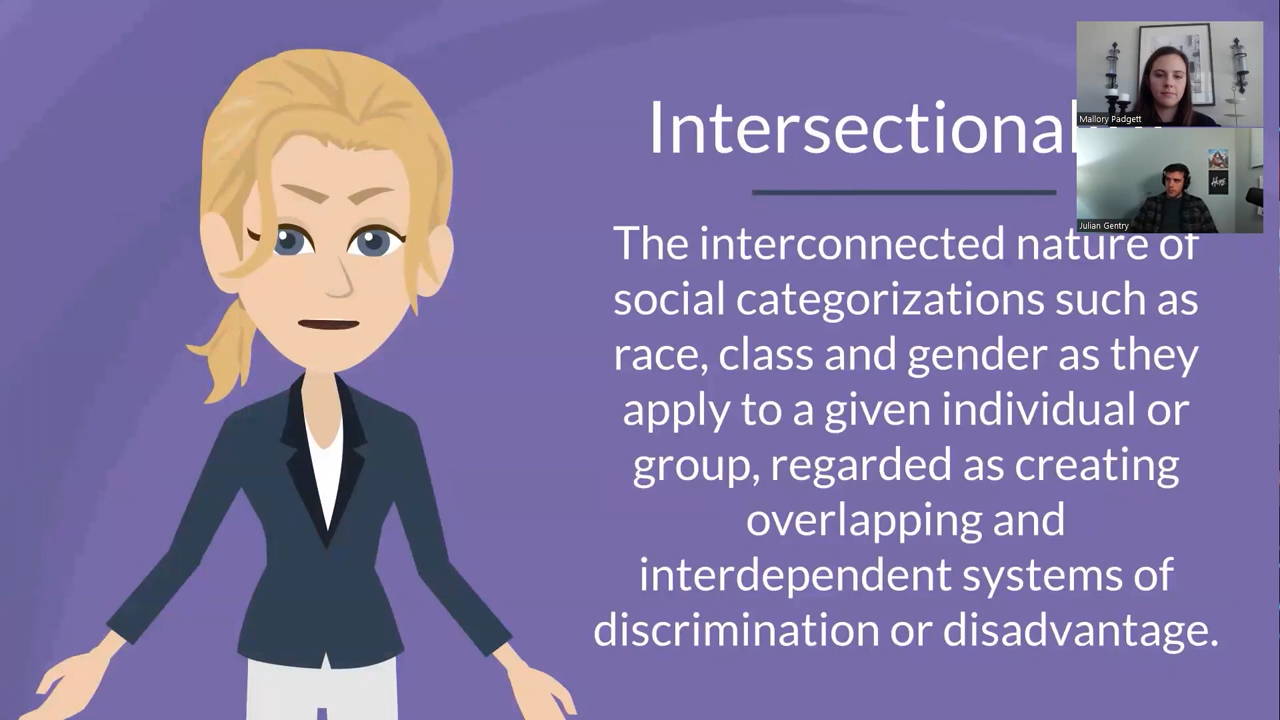 Intersectional
Mallory Padgett
Julian Gentry
The interconnected nature of
social categorizations such as
race, class and gender as they
apply to a given individual or
group, regarded as creating
overlapping and
interdependent systems of
discrimination or disadvantage.